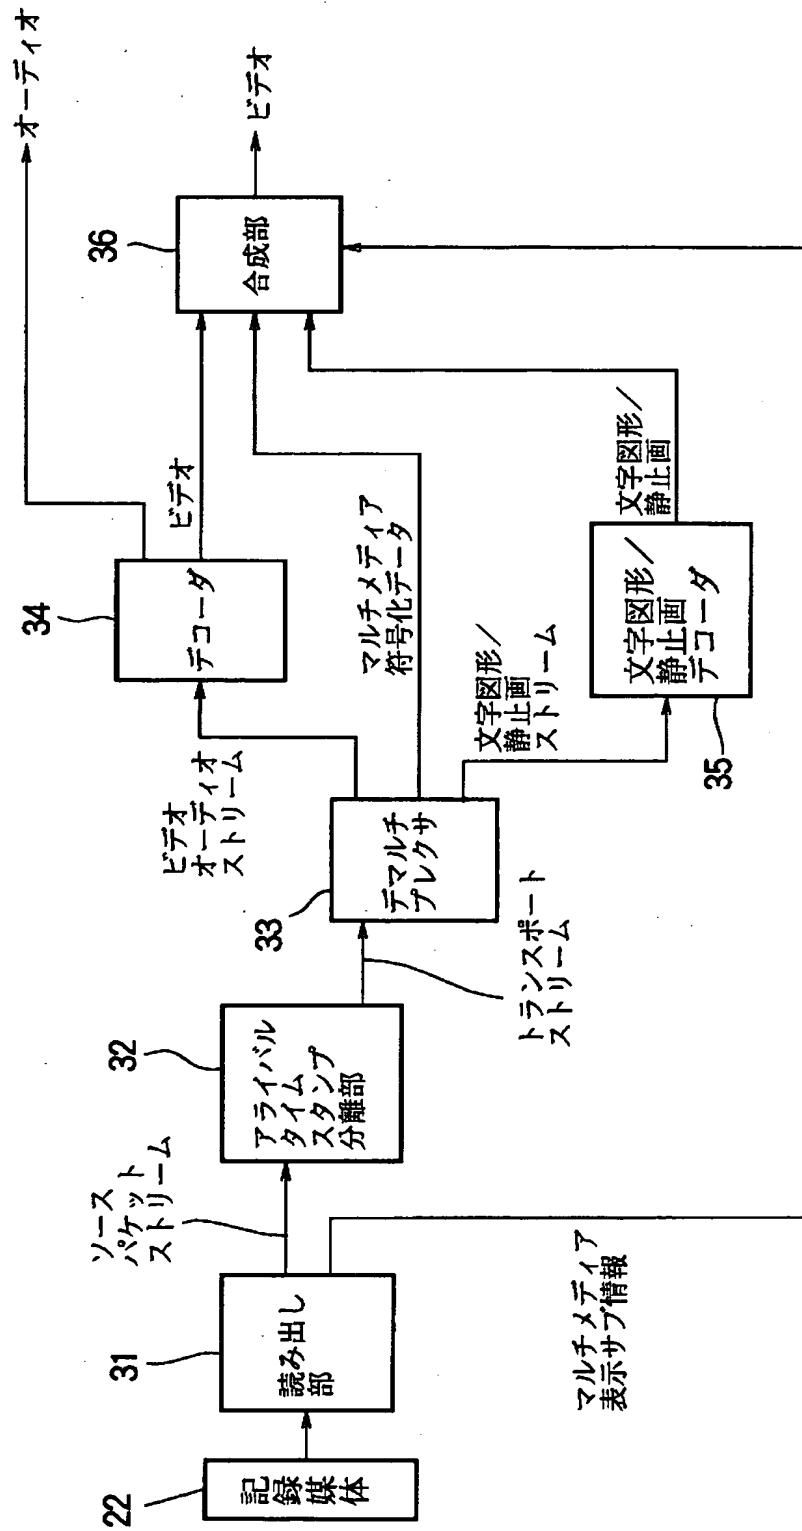 22
記録
媒体
31
読み出し
部
ソース
パケット
ストリーム
32
アライバル
タイム
スタンプ
分離部
トランスポート
ストリーム
33
デマルチ
プレクサ
ビデオ
オーディオ
ストリーム
34
デコーダ
ビデオ
オーディオ
マルチメディア
符号化データ
文字図形／
静止画
ストリーム
35
文字図形／
静止画
デコーダ
文字図形／
静止画
36
合成部
ビデオ
マルチメディア
表示サブ情報